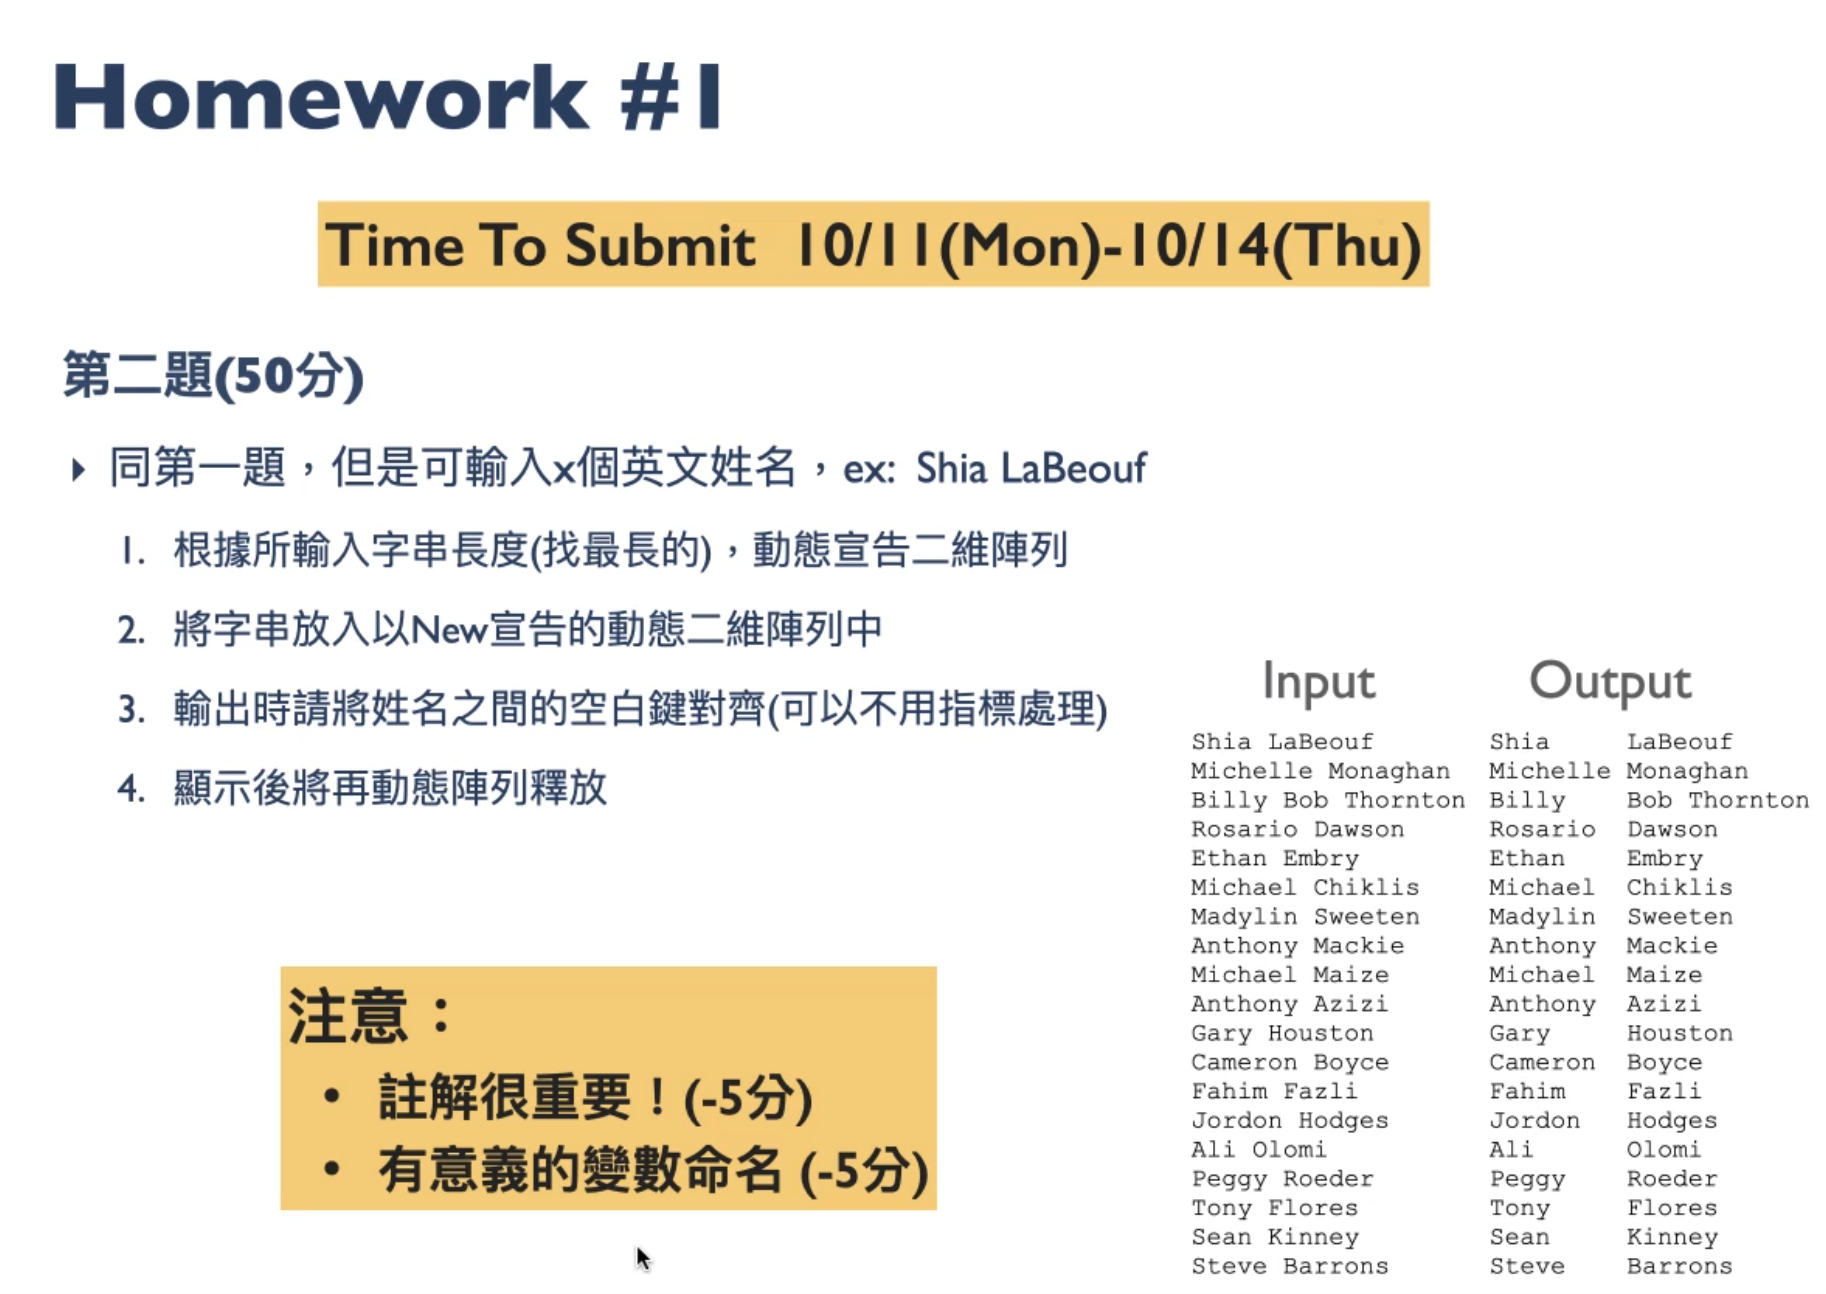 Homework #1
Time To Submit 10/11(Mon)-10/14(Thu)
第二題(50分)
同第一題，但是可輸入x個英文姓名，ex: Shia LaBeouf
1. 根據所輸入字串長度(找最長的)，動態宣告二維陣列
2. 將字串放入以New宣告的動態二維陣列中
3. 輸出時請將姓名之間的空白鍵對齊(可以不用指標處理)
4. 顯示後將再動態陣列釋放
注意：
• 註解很重要！(-5分)
• 有意義的變數命名 (-5分)
Input
Shia LaBeouf
Michelle Monaghan
Billy Bob Thornton
Rosario Dawson
Ethan Embry
Michael Chiklis
Madylin Sweeten
Anthony Mackie
Michael Maize
Anthony Azizi
Gary Houston
Cameron Boyce
Fahim Fazli
Jordon Hodges
Ali Olomi
Peggy Roeder
Tony Flores
Sean Kinney
Steve Barrons
Output
Shia     LaBeouf
Michelle Monaghan
Billy    Bob Thornton
Rosario  Dawson
Ethan    Embry
Michael  Chiklis
Madylin  Sweeten
Anthony  Mackie
Michael  Maize
Anthony  Azizi
Gary     Houston
Cameron  Boyce
Fahim    Fazli
Jordon   Hodges
Ali      Olomi
Peggy    Roeder
Tony     Flores
Sean     Kinney
Steve    Barrons